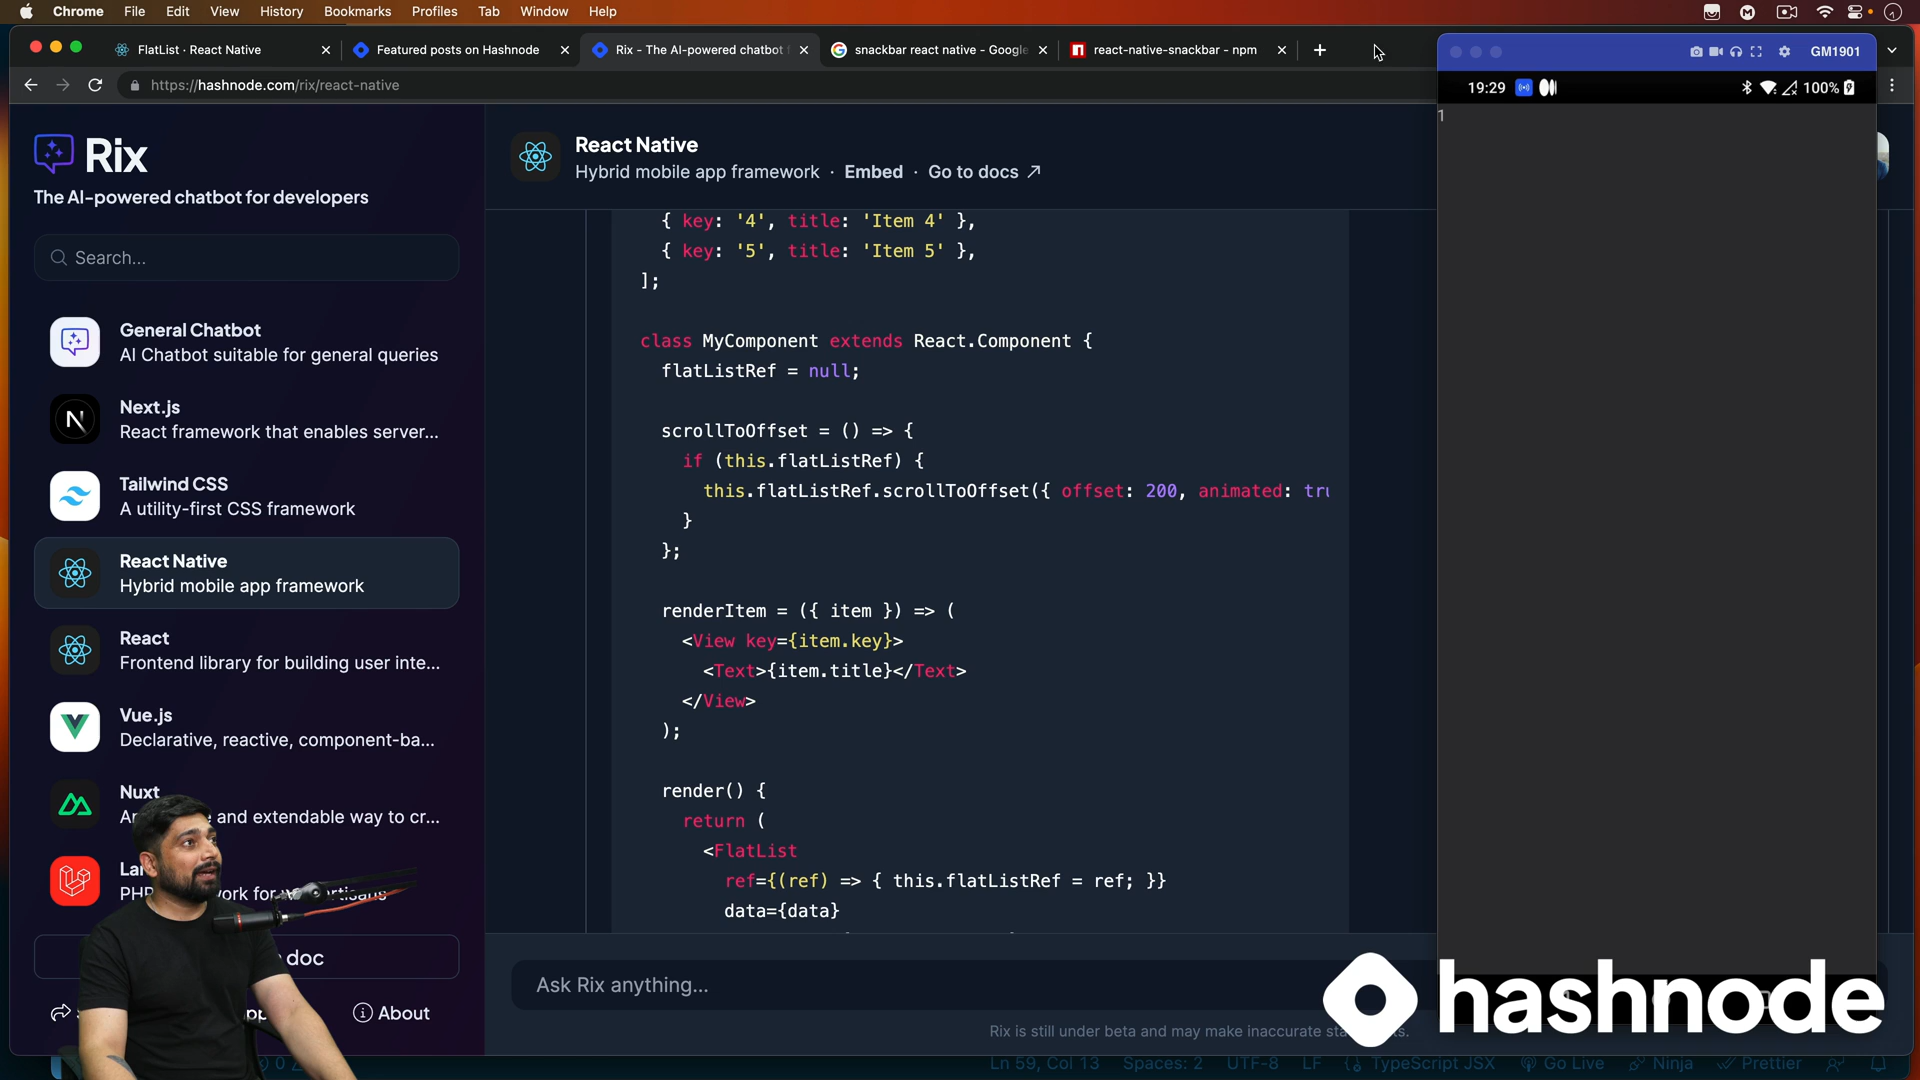 Chrome File Edit View History Bookmarks Profiles Tab Window Help
FlatList · React Native
Featured posts on Hashnode
Rix - The AI-powered chatbot f
snackbar react native - Google
react-native-snackbar - npm
GM1901
https://hashnode.com/rix/react-native
19:29
100%
1
Rix
The AI-powered chatbot for developers
Search...
General Chatbot
AI Chatbot suitable for general queries
Next.js
React framework that enables server...
Tailwind CSS
A utility-first CSS framework
React Native
Hybrid mobile app framework
React
Frontend library for building user inte...
Vue.js
Declarative, reactive, component-ba...
Nuxt
and extendable way to cr...
PHP
doc
About
React Native
Hybrid mobile app framework · Embed · Go to docs
{ key: '4', title: 'Item 4' },
{ key: '5', title: 'Item 5' },
];
class MyComponent extends React.Component {
flatListRef = null;
scrollToOffset = () => {
if (this.flatListRef) {
this.flatListRef.scrollToOffset({ offset: 200, animated: tru
}
};
renderItem = ({ item }) => (
<View key={item.key}>
<Text>{item.title}</Text>
</View>
);
render() {
return (
<FlatList
ref={(ref) => { this.flatListRef = ref; }}
data={data}
Ask Rix anything...
Rix is still under beta and may make inaccurate
hashnode
Ln 59, Col 13 Spaces: 2 UTF-8 LF TypeScript JSX Go Live Ninja Prettier